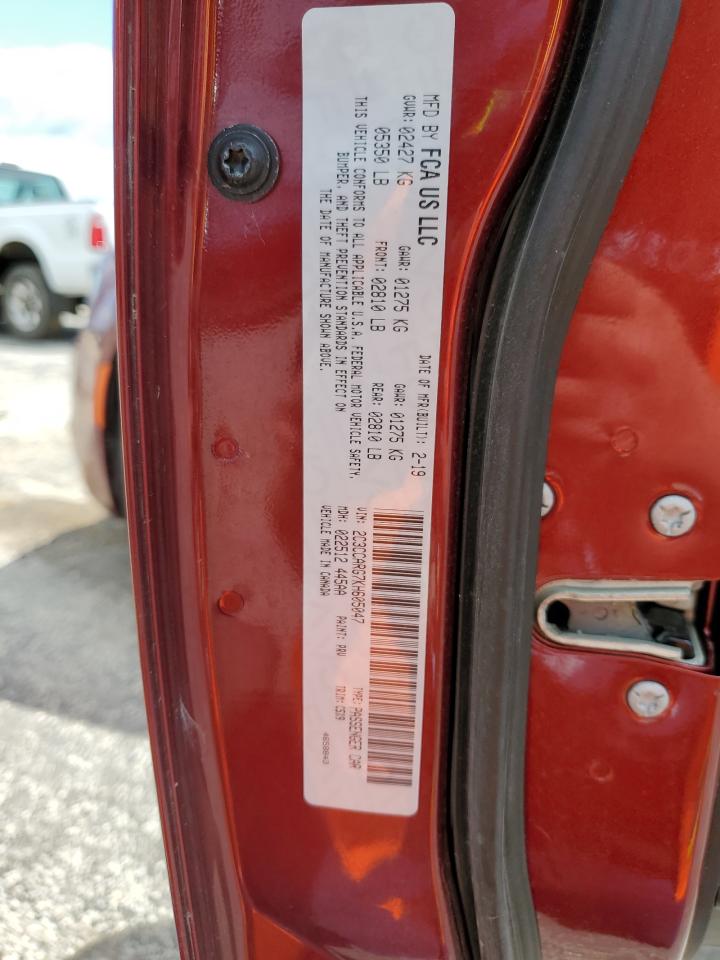 MFD BY FCA US LLC
DATE OF MFR(BUILT): 2-19
GVWR: 02427 KG GAWR: 01275 KG GAWR: 01275 KG
05350 LB FRONT: 02810 LB REAR: 02810 LB
THIS VEHICLE CONFORMS TO ALL APPLICABLE U.S.A. FEDERAL MOTOR VEHICLE SAFETY,
BUMPER, AND THEFT PREVENTION STANDARDS IN EFFECT ON
THE DATE OF MANUFACTURE SHOWN ABOVE.
VIN: 2C3CCARG7KH605047 TYPE: PASSENGER CAR
MDH: 022512 445AA PAINT: PRV TRIM: C5X9
VEHICLE MADE IN CANADA